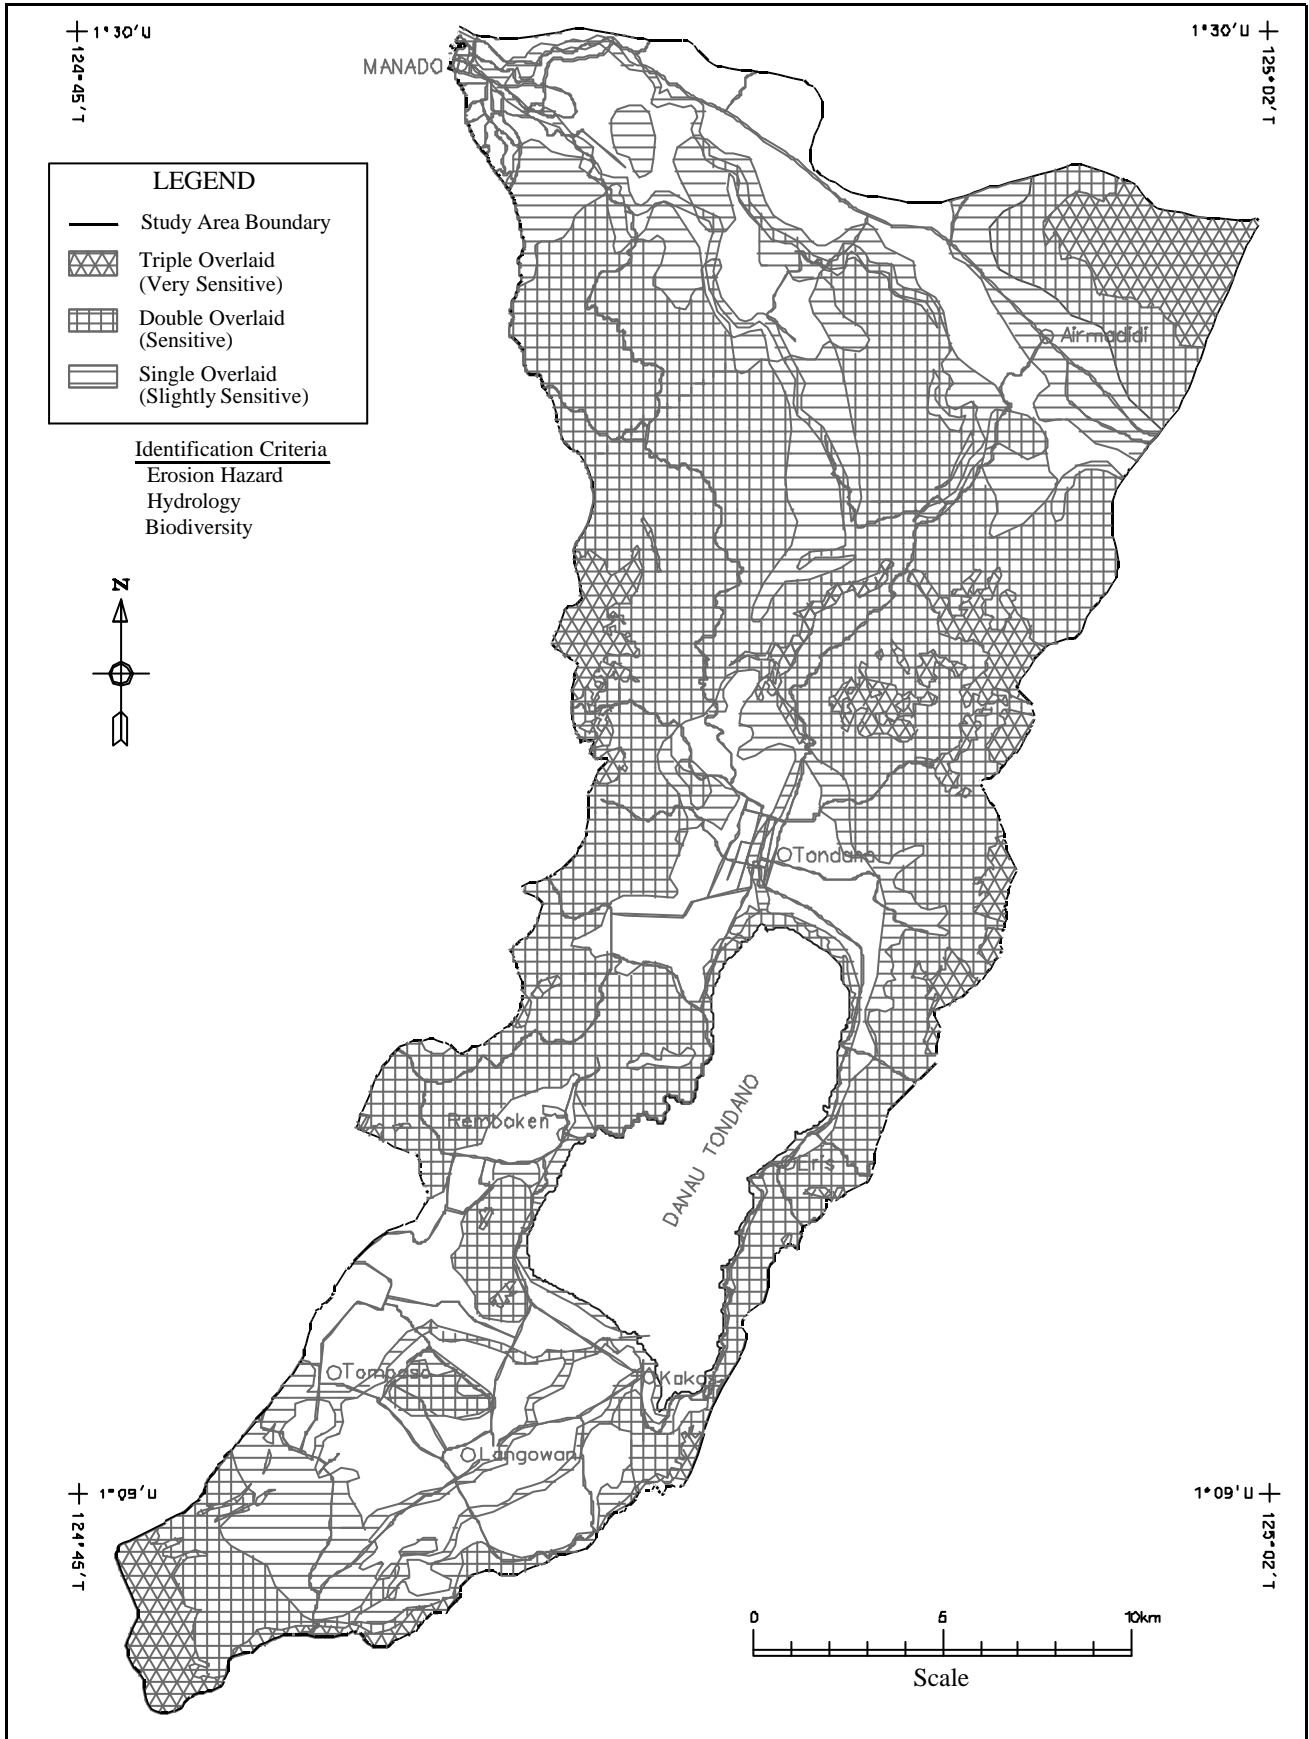 1°30'U
124°45'T
MANADO
1°30'U
125°02'T
LEGEND
Study Area Boundary
Triple Overlaid
(Very Sensitive)
Double Overlaid
(Sensitive)
Single Overlaid
(Slightly Sensitive)
Identification Criteria
Erosion Hazard
Hydrology
Biodiversity
N
Airmadidi
Tondano
Remboken
DANAU TONDANO
Eris
Tompaso
Kakas
Langowan
1°09'U
124°45'T
1°09'U
125°02'T
0 5 10km
Scale